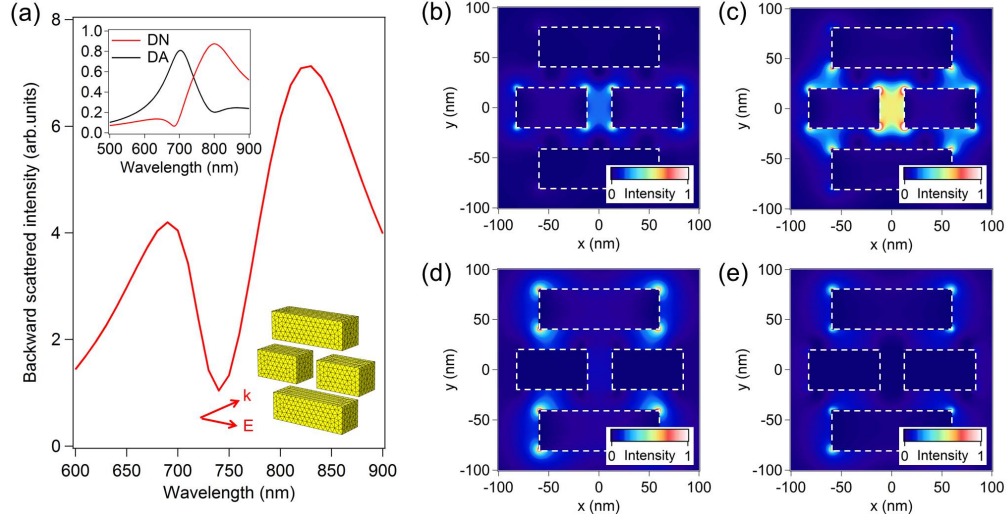 (a)
Backward scattered intensity (arb.units)
8
6
4
2
0
600
700
750
800
850
900
Wavelength (nm)
1.0
0.8
0.6
0.4
0.2
0.0
DN
DA
500
600
700
800
900
Wavelength (nm)
k
E
(b)
y (nm)
100
50
0
-50
-100
0 Intensity 1
-100 -50 0 50 100
x (nm)
(c)
y (nm)
100
50
0
-50
-100
0 Intensity 1
-100 -50 0 50 100
x (nm)
(d)
y (nm)
100
50
0
-50
-100
0 Intensity 1
-100 -50 0 50 100
x (nm)
(e)
y (nm)
100
50
0
-50
-100
0 Intensity 1
-100 -50 0 50 100
x (nm)